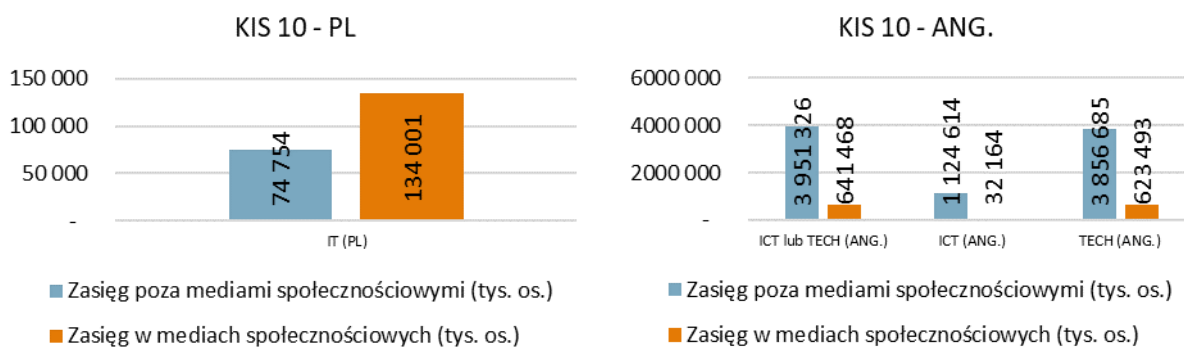 KIS 10 - PL
150 000
100 000
50 000
-
74 754
134 001
IT (PL)
Zasięg poza mediami społecznościowymi (tys. os.)
Zasięg w mediach społecznościowych (tys. os.)
KIS 10 - ANG.
6000 000
4000 000
2000 000
-
3 951 326
641 468
1 124 614
32 164
3 856 685
623 493
ICT lub TECH (ANG.)
ICT (ANG.)
TECH (ANG.)
Zasięg poza mediami społecznościowymi (tys. os.)
Zasięg w mediach społecznościowych (tys. os.)